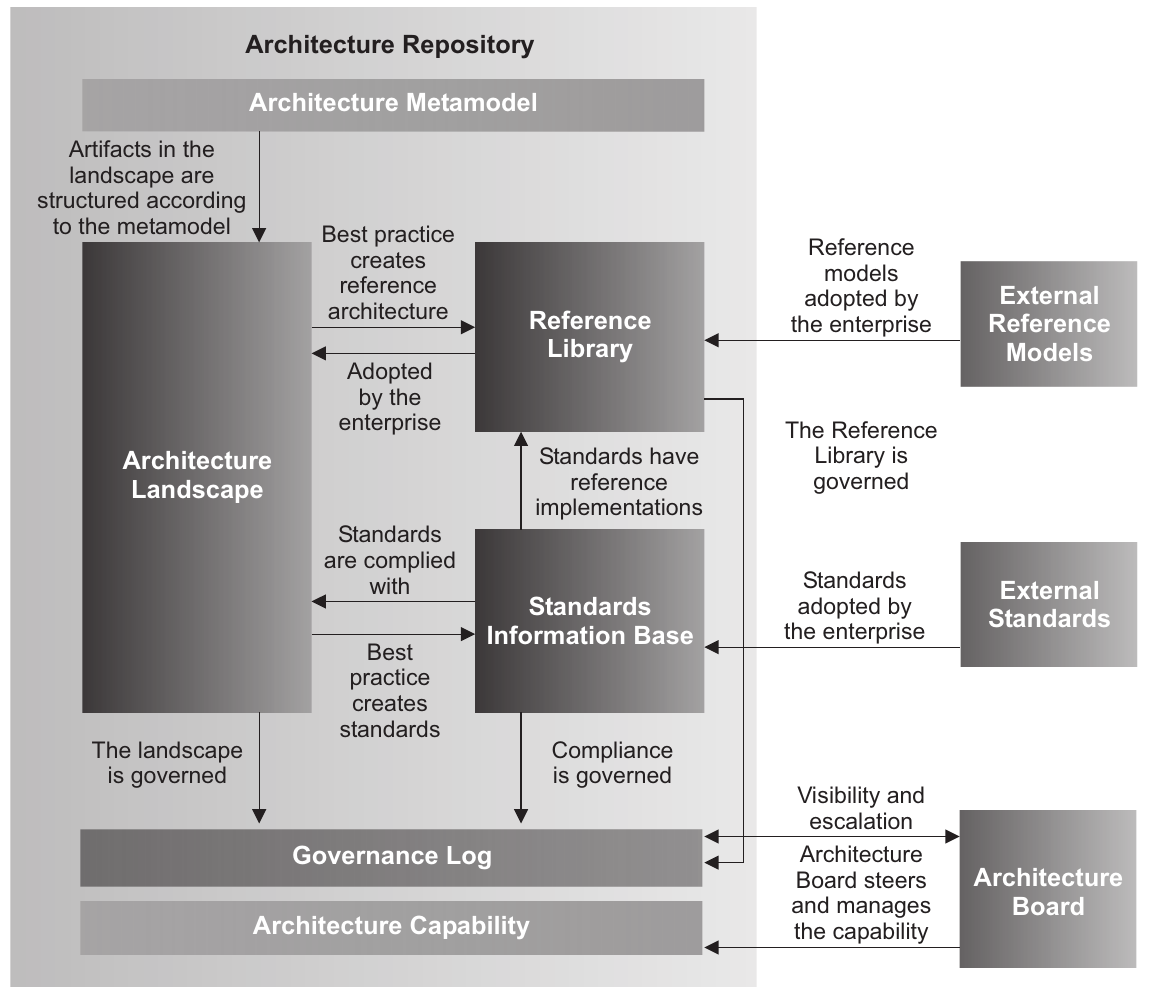 Architecture Repository
Architecture Metamodel
Artifacts in the
landscape are
structured according
to the metamodel
Best practice
creates
reference
architecture
Reference
Library
Reference
models
adopted by
the enterprise
External
Reference
Models
Adopted
by the
enterprise
Architecture
Landscape
The Reference
Library is
governed
Standards have
reference
implementations
Standards
are complied
with
Standards
Information Base
Standards
adopted by
the enterprise
External
Standards
Best
practice
creates
standards
The landscape
is governed
Compliance
is governed
Visibility and
escalation
Governance Log
Architecture
Board steers
and manages
the capability
Architecture
Board
Architecture Capability